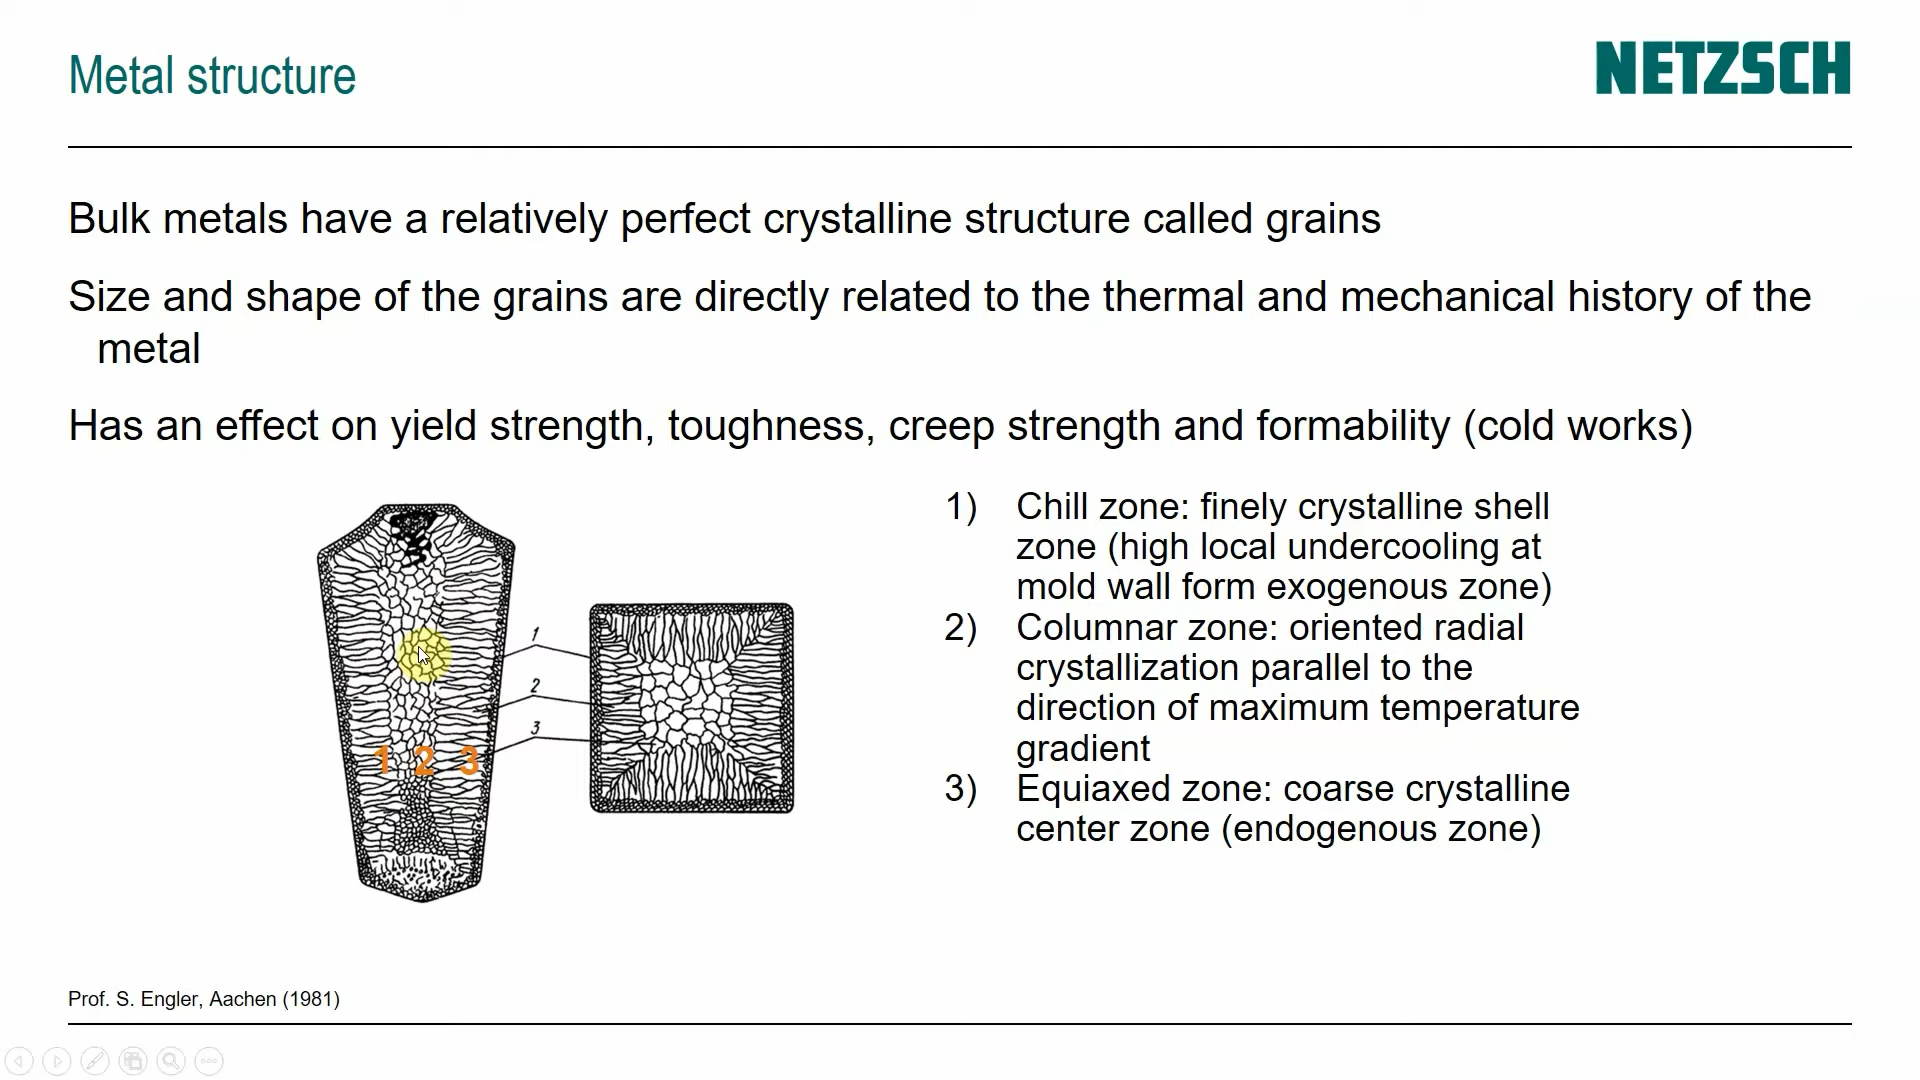 Metal structure
NETZSCH
Bulk metals have a relatively perfect crystalline structure called grains
Size and shape of the grains are directly related to the thermal and mechanical history of the
metal
Has an effect on yield strength, toughness, creep strength and formability (cold works)
1
2
3
1 2 3
1) Chill zone: finely crystalline shell
zone (high local undercooling at
mold wall form exogenous zone)
2) Columnar zone: oriented radial
crystallization parallel to the
direction of maximum temperature
gradient
3) Equiaxed zone: coarse crystalline
center zone (endogenous zone)
Prof. S. Engler, Aachen (1981)